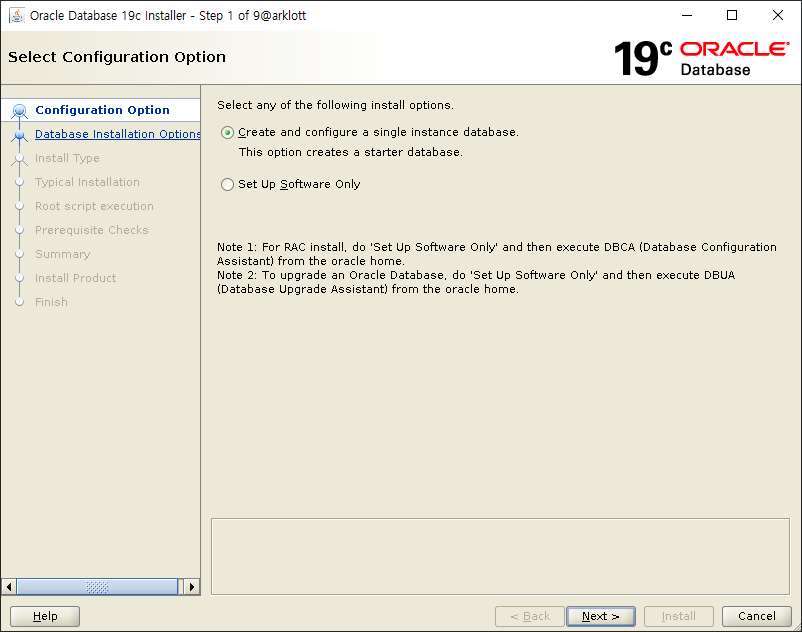 Oracle Database 19c Installer - Step 1 of 9@arklott
Select Configuration Option
19c ORACLE
Database
Configuration Option
Database Installation Options
Install Type
Typical Installation
Root script execution
Prerequisite Checks
Summary
Install Product
Finish
Select any of the following install options.
Create and configure a single instance database.
This option creates a starter database.
Set Up Software Only
Note 1: For RAC install, do 'Set Up Software Only' and then execute DBCA (Database Configuration
Assistant) from the oracle home.
Note 2: To upgrade an Oracle Database, do 'Set Up Software Only' and then execute DBUA
(Database Upgrade Assistant) from the oracle home.
Help
< Back
Next >
Install
Cancel